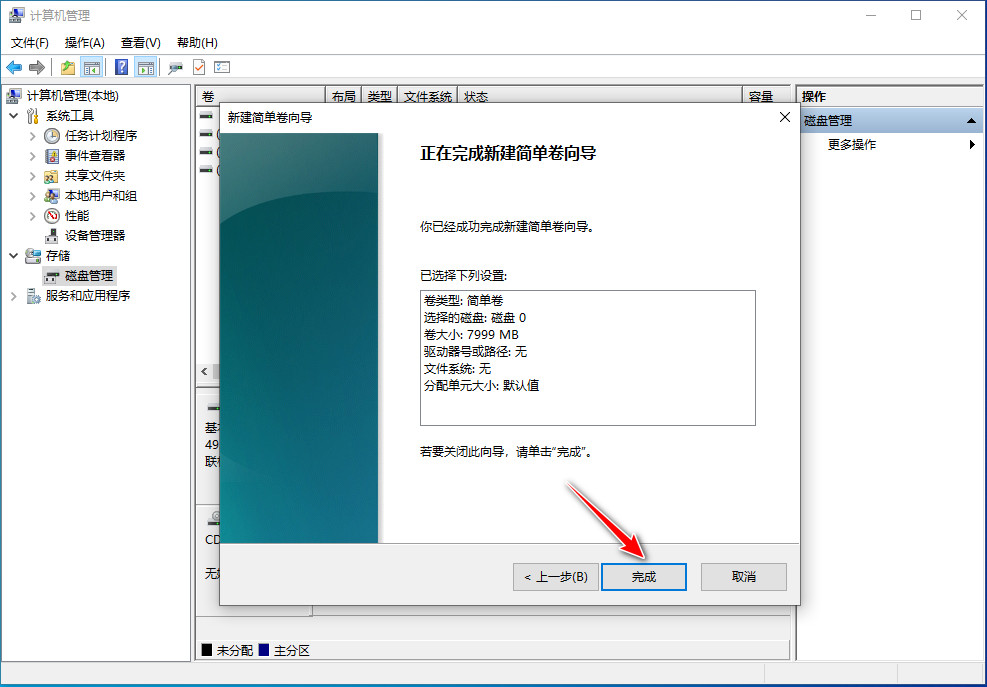 计算机管理
文件(F) 操作(A) 查看(V) 帮助(H)
计算机管理(本地)
系统工具
任务计划程序
事件查看器
共享文件夹
本地用户和组
性能
设备管理器
存储
磁盘管理
服务和应用程序
卷 布局 类型 文件系统 状态 容量
操作
磁盘管理
更多操作
新建简单卷向导
正在完成新建简单卷向导
你已经成功完成新建简单卷向导。
已选择下列设置:
卷类型: 简单卷
选择的磁盘: 磁盘 0
卷大小: 7999 MB
驱动器号或路径: 无
文件系统: 无
分配单元大小: 默认值
若要关闭此向导，请单击“完成”。
< 上一步(B) 完成 取消
49
CD
未分配 主分区